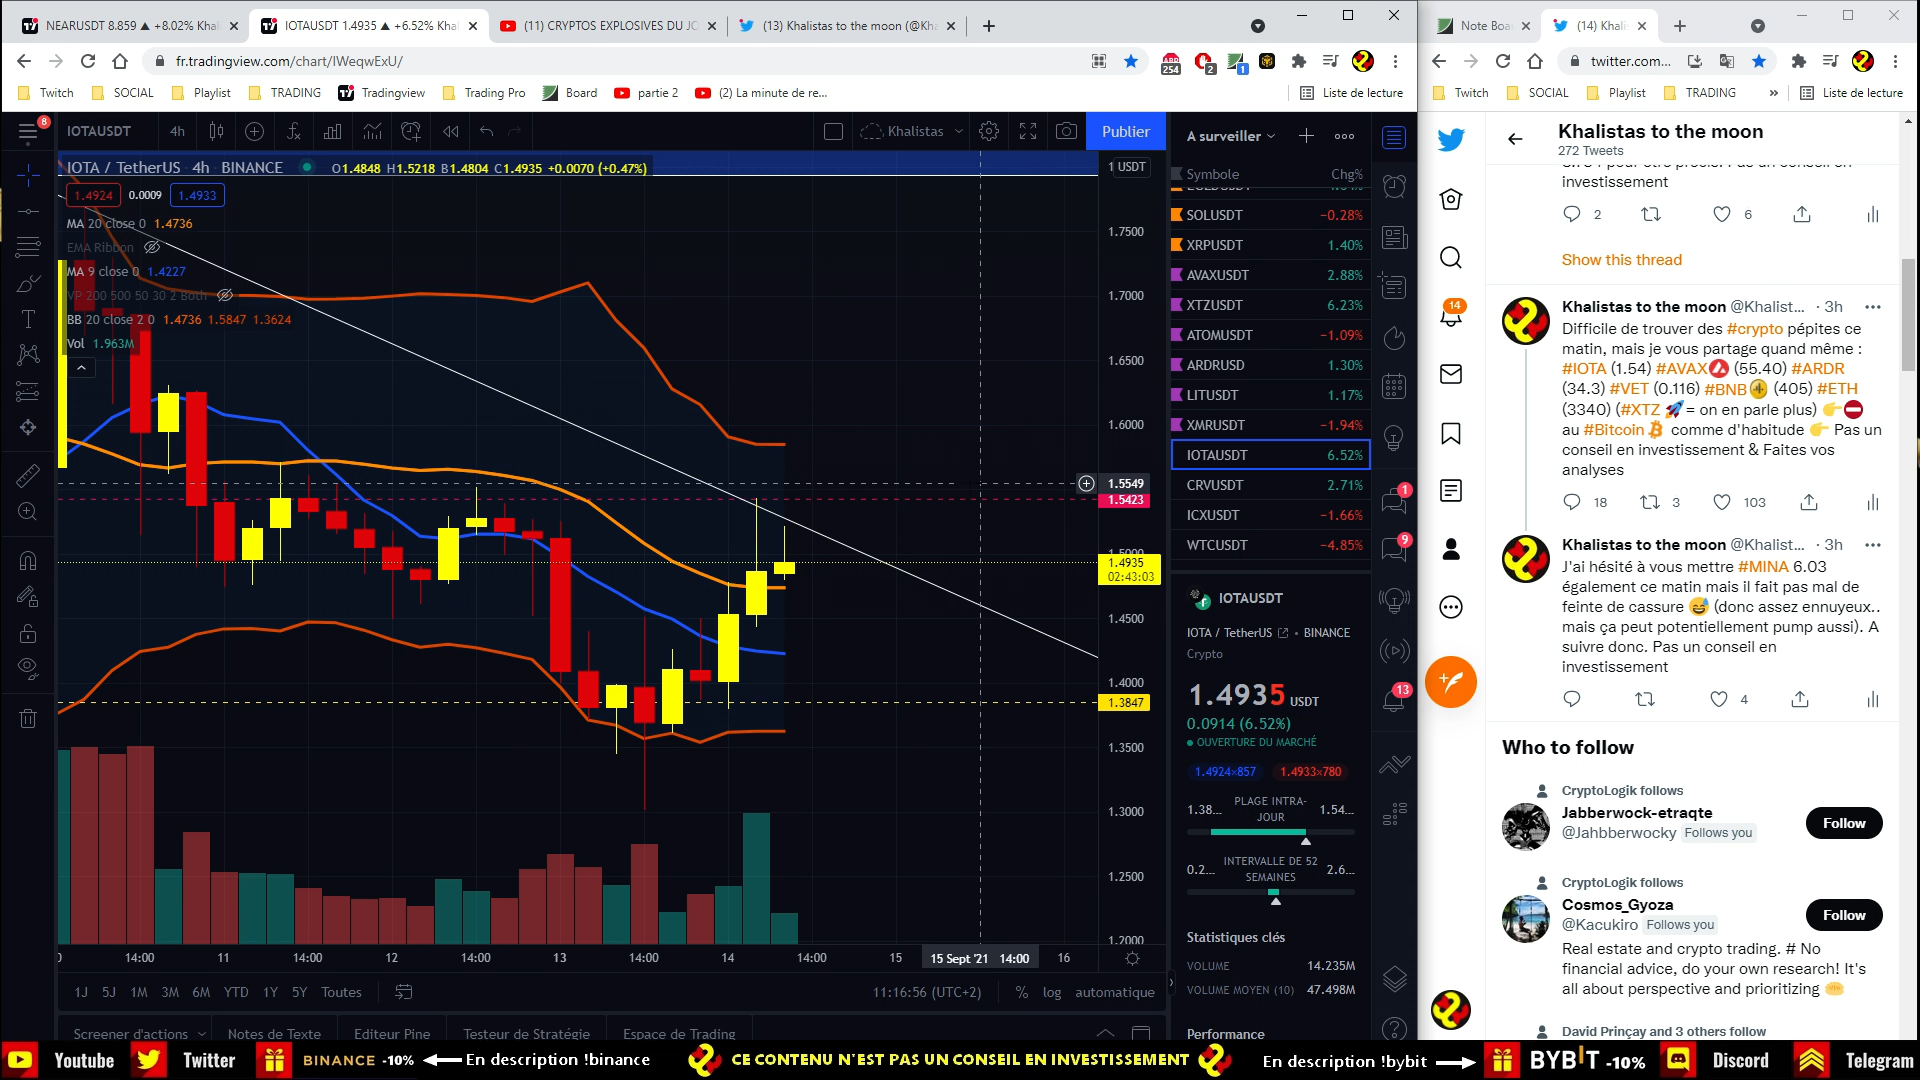 NEARUSDT 8.859 ▲ +8.02% Khal
IOTAUSDT 1.4935 ▲ +6.52% Khal
(11) CRYPTOS EXPLOSIVES DU JO
(13) Khalistas to the moon (@Kha
fr.tradingview.com/chart/IWeqwExU/
254
2
1
Twitch
SOCIAL
Playlist
TRADING
Tradingview
Trading Pro
Board
partie 2
(2) La minute de re...
Liste de lecture
8
IOTAUSDT
4h
Khalistas
Publier
IOTA / TetherUS · 4h · BINANCE
O1.4848 H1.5218 B1.4804 C1.4935 +0.0070 (+0.47%)
1.4924
0.0009
1.4933
MA 20 close 0 1.4736
EMA Ribbon
MA 9 close 0 1.4227
VP 200 500 50 30 2 Both
BB 20 close 2 0 1.4736 1.5847 1.3624
Vol 1.963M
1 USDT
1.7500
1.7000
1.6500
1.6000
1.5549
1.5423
1.5000
1.4935
02:43:03
1.4500
1.4000
1.3847
1.3500
1.3000
1.2500
1.2000
14:00
11
14:00
12
14:00
13
14:00
14
14:00
15
15 Sept '21 14:00
16
1J
5J
1M
3M
6M
YTD
1Y
5Y
Toutes
11:16:56 (UTC+2)
%
log
automatique
Screener d'actions
Notes de Texte
Editeur Pine
Testeur de Stratégie
Espace de Trading
A surveiller
Symbole
Chg%
SOLUSDT −0.28%
XRPUSDT 1.40%
AVAXUSDT 2.88%
XTZUSDT 6.23%
ATOMUSDT −1.09%
ARDRUSD 1.30%
LITUSDT 1.17%
XMRUSDT −1.94%
IOTAUSDT 6.52%
CRVUSDT 2.71%
ICXUSDT −1.66%
WTCUSDT −4.85%
IOTAUSDT
IOTA / TetherUS • BINANCE
Crypto
1.4935 USDT
0.0914 (6.52%)
OUVERTURE DU MARCHÉ
1.4924×857
1.4933×780
1.38...
PLAGE INTRA-
JOUR
1.54...
0.2...
INTERVALLE DE 52
SEMAINES
2.6...
Statistiques clés
VOLUME 14.235M
VOLUME MOYEN (10) 47.498M
Performance
1
9
13
Note Boa
(14) Khalis
twitter.com...
Twitch
SOCIAL
Playlist
TRADING
»
Liste de lecture
14
Khalistas to the moon
272 Tweets
investissement
2
6
Show this thread
Khalistas to the moon @Khalist... · 3h
Difficile de trouver des #crypto pépites ce
matin, mais je vous partage quand même :
#IOTA (1.54) #AVAX (55.40) #ARDR
(34.3) #VET (0.116) #BNB (405) #ETH
(3340) (#XTZ 🚀= on en parle plus) 👉⛔
au #Bitcoin comme d'habitude 👉 Pas un
conseil en investissement & Faites vos
analyses
18
3
103
Khalistas to the moon @Khalist... · 3h
J'ai hésité à vous mettre #MINA 6.03
également ce matin mais il fait pas mal de
feinte de cassure 😅 (donc assez ennuyeux..
mais ça peut potentiellement pump aussi). A
suivre donc. Pas un conseil en
investissement
4
Who to follow
CryptoLogik follows
Jabberwock-etraqte
@Jahbberwocky Follows you
Follow
CryptoLogik follows
Cosmos_Gyoza
@Kacukiro Follows you
Follow
Real estate and crypto trading. # No
financial advice, do your own research! It's
all about perspective and prioritizing
David Prinçay and 3 others follow
Youtube
Twitter
BINANCE -10%
En description !binance
CE CONTENU N'EST PAS UN CONSEIL EN INVESTISSEMENT
En description !bybit
BYBIT -10%
Discord
Telegram